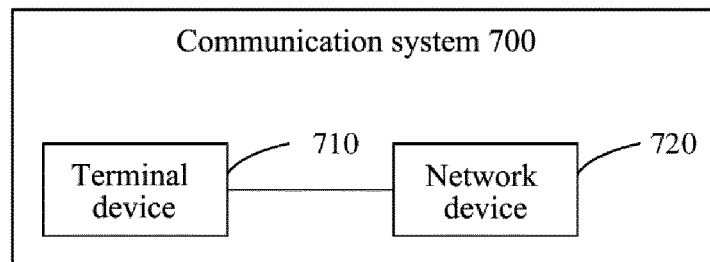 Communication system 700
710
720
Terminal
device
Network
device